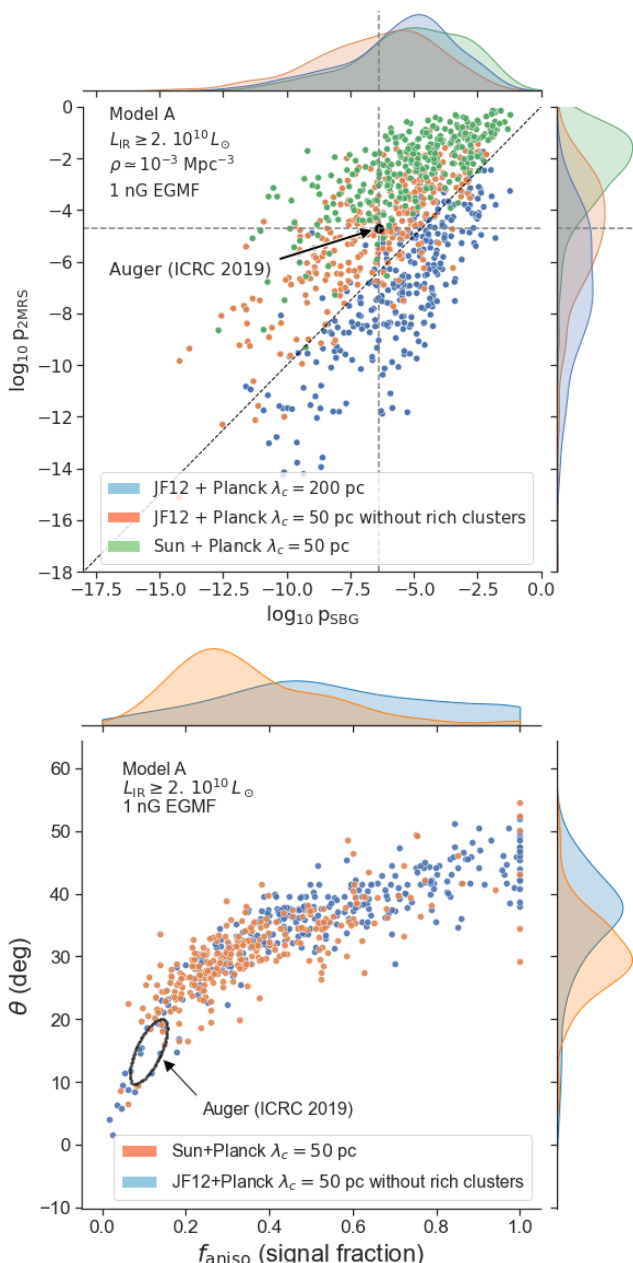 Model A
L_IR ≥ 2. 10^10 L_⊙
ρ ≃ 10^-3 Mpc^-3
1 nG EGMF
Auger (ICRC 2019)
0
−2
−4
−6
−8
−10
−12
−14
−16
−18
log10 p2MRS
JF12 + Planck λc = 200 pc
JF12 + Planck λc = 50 pc without rich clusters
Sun + Planck λc = 50 pc
−17.5 −15.0 −12.5 −10.0 −7.5 −5.0 −2.5 0.0
log10 pSBG
Model A
L_IR ≥ 2. 10^10 L_⊙
1 nG EGMF
60
50
40
30
20
10
0
−10
θ (deg)
Auger (ICRC 2019)
Sun+Planck λc = 50 pc
JF12+Planck λc = 50 pc without rich clusters
0.0 0.2 0.4 0.6 0.8 1.0
f_aniso (signal fraction)